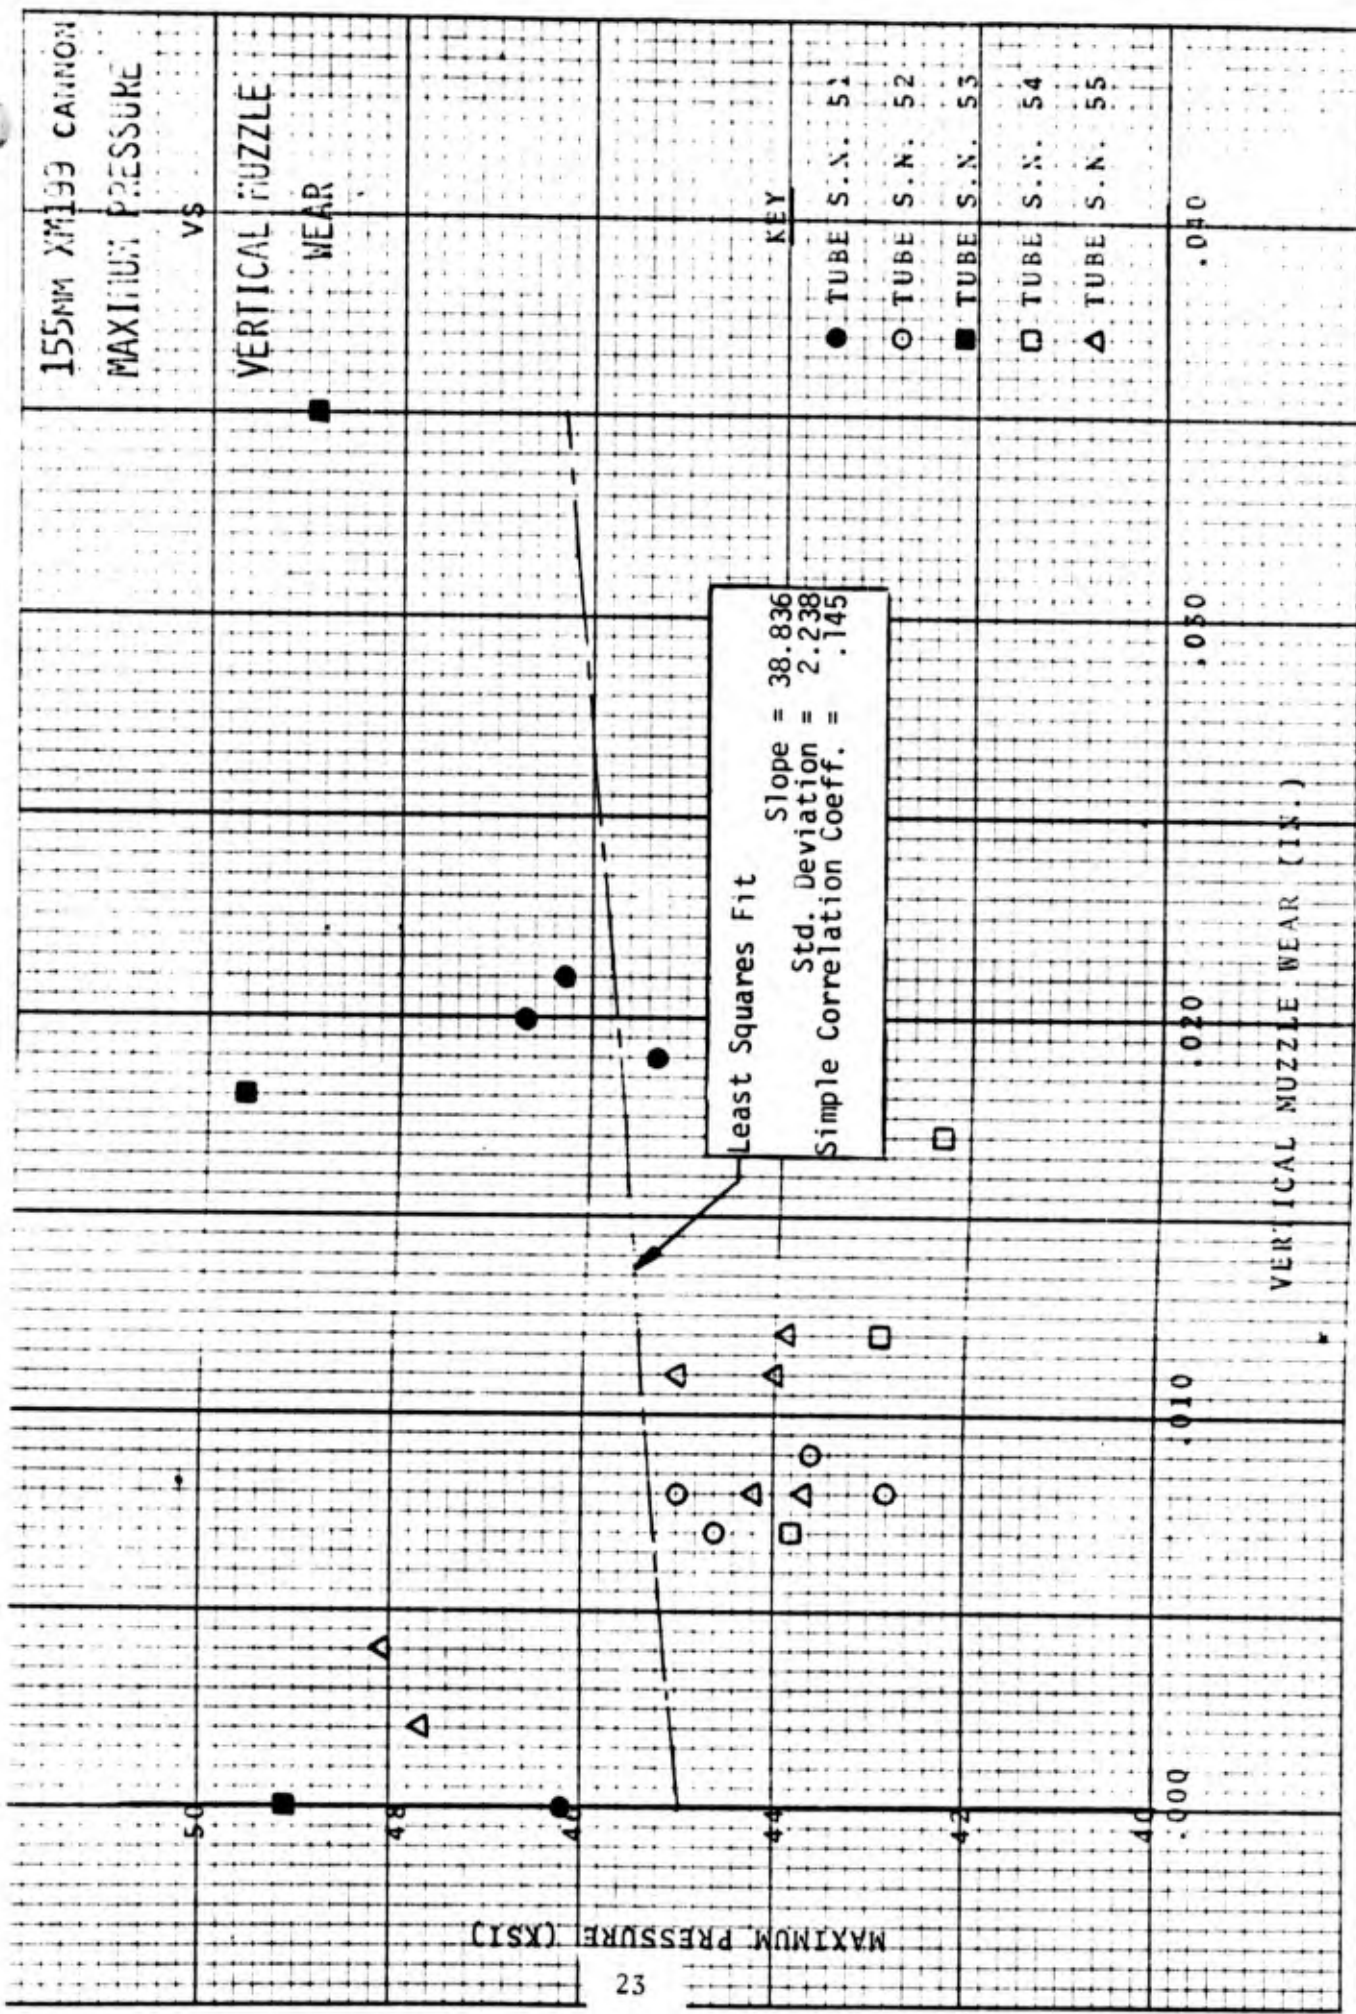 155MM XM199 CANNON
MAXIMUM PRESSURE
VS
VERTICAL MUZZLE
WEAR
KEY
● TUBE S.N. 51
○ TUBE S.N. 52
■ TUBE S.N. 53
□ TUBE S.N. 54
△ TUBE S.N. 55
Least Squares Fit
Slope = 38.836
Std. Deviation = 2.238
Simple Correlation Coeff. = .145
50
48
46
44
42
40
.000
.010
.020
.030
.040
MAXIMUM PRESSURE (KSI)
VERTICAL MUZZLE WEAR (IN.)
23